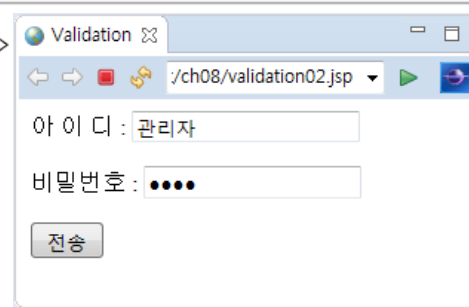 Validation
:/ch08/validation02.jsp
아 이 디 : 관리자
비밀번호 : ●●●●
전송